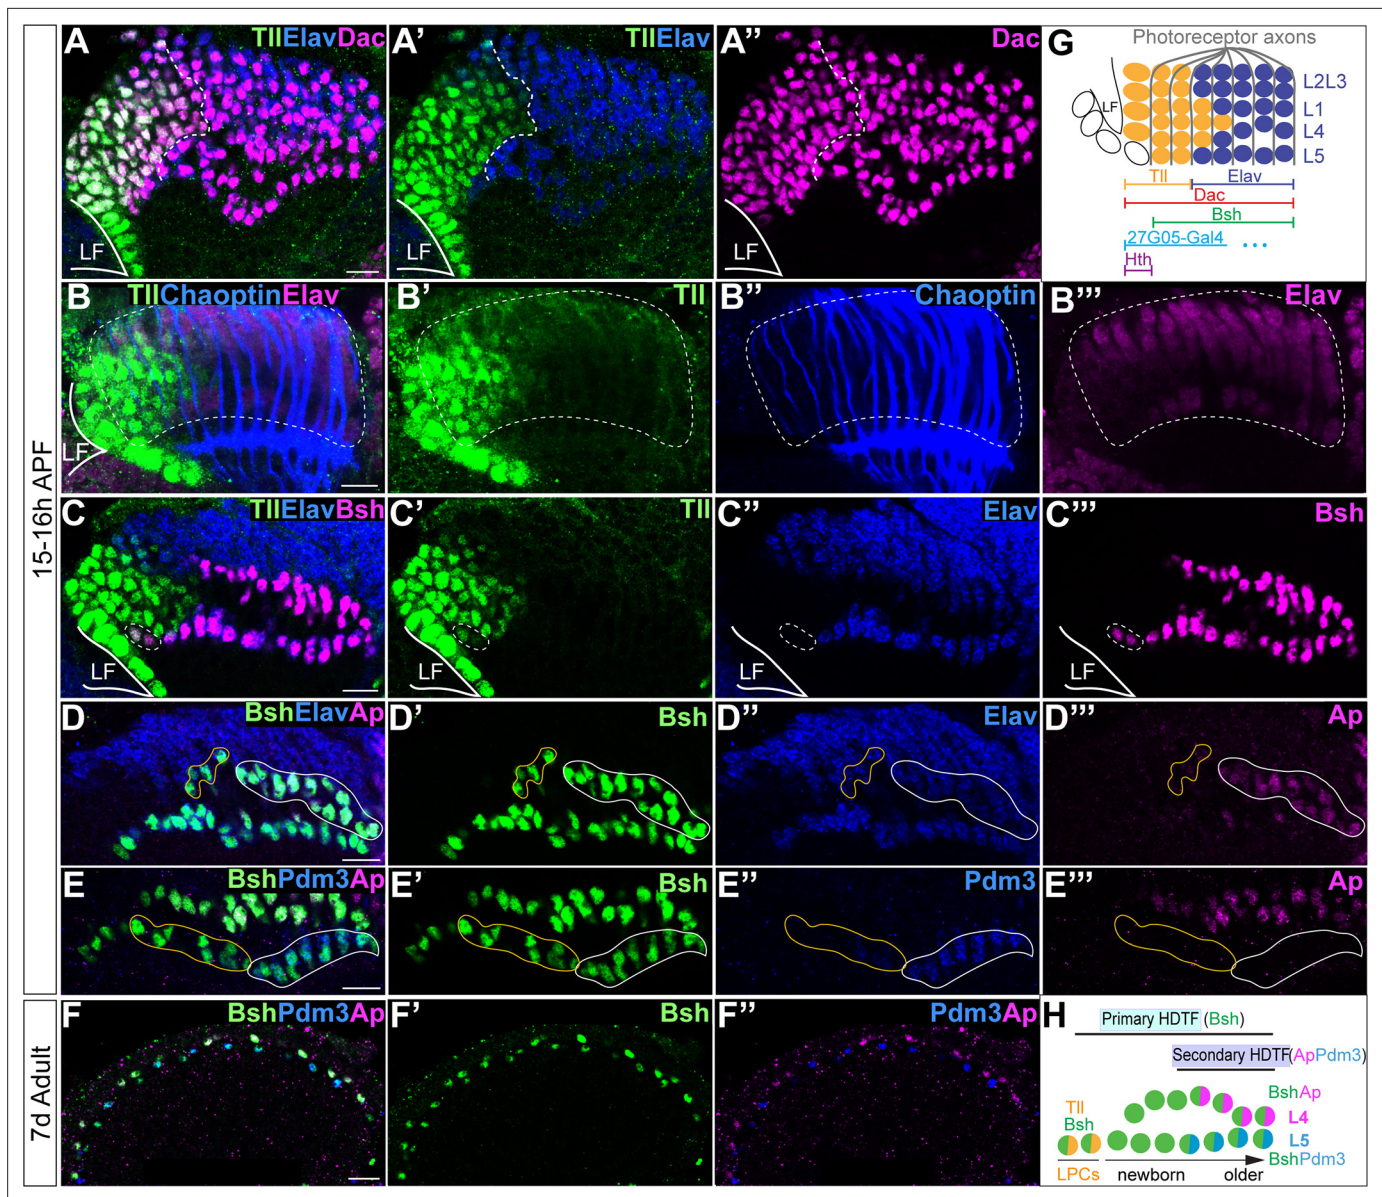 15-16h APF
7d Adult
A
TllElavDac
LF
A'
TllElav
A''
Dac
G
Photoreceptor axons
LF
L2L3
L1
L4
L5
Tll
Elav
Dac
Bsh
27G05-Gal4 ...
Hth
B
TllChaoptinElav
LF
B'
Tll
B''
Chaoptin
B'''
Elav
C
TllElavBsh
LF
C'
Tll
C''
Elav
LF
C'''
Bsh
LF
D
BshElavAp
D'
Bsh
D''
Elav
D'''
Ap
E
BshPdm3Ap
E'
Bsh
E''
Pdm3
E'''
Ap
F
BshPdm3Ap
F'
Bsh
F''
Pdm3Ap
H
Primary HDTF (Bsh)
Secondary HDTF(ApPdm3)
BshAp
Tll
Bsh
L4
L5
BshPdm3
LPCs
newborn
older